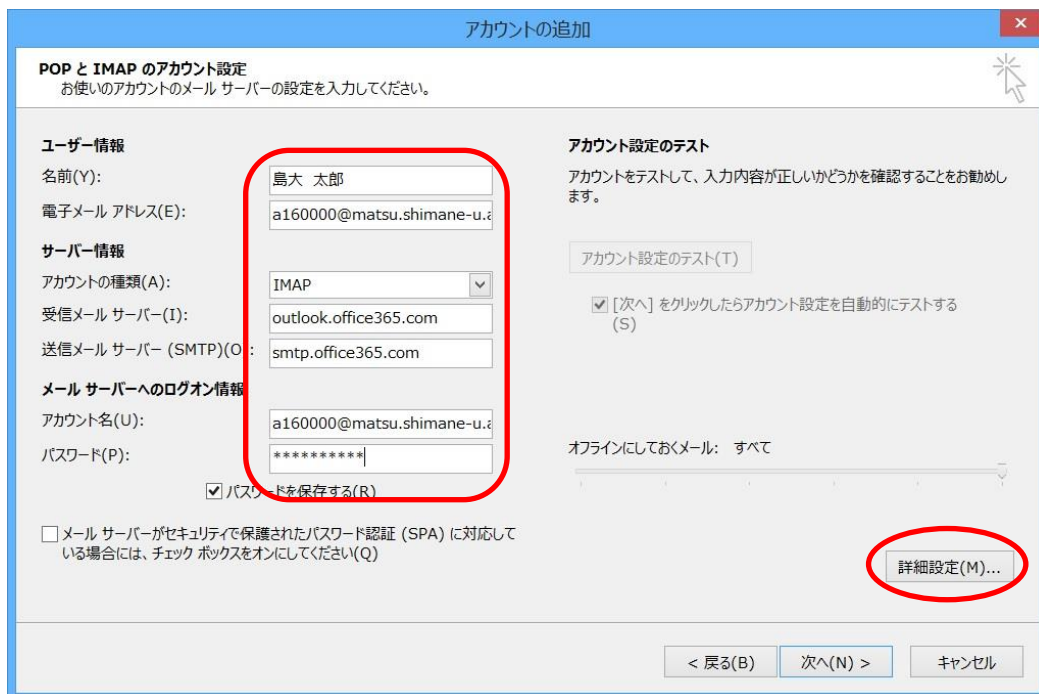 アカウントの追加
POP と IMAP のアカウント設定
お使いのアカウントのメール サーバーの設定を入力してください。
ユーザー情報
名前(Y):
島大 太郎
電子メール アドレス(E):
a160000@matsu.shimane-u.a
サーバー情報
アカウントの種類(A):
IMAP
受信メール サーバー(I):
outlook.office365.com
送信メール サーバー (SMTP)(O):
smtp.office365.com
メール サーバーへのログオン情報
アカウント名(U):
a160000@matsu.shimane-u.a
パスワード(P):
**********
パスワードを保存する(R)
メール サーバーがセキュリティで保護されたパスワード認証 (SPA) に対応して
いる場合には、チェック ボックスをオンにしてください(Q)
アカウント設定のテスト
アカウントをテストして、入力内容が正しいかどうかを確認することをお勧めし
ます。
アカウント設定のテスト(T)
[次へ] をクリックしたらアカウント設定を自動的にテストする
(S)
オフラインにしておくメール: すべて
詳細設定(M)...
< 戻る(B)
次へ(N) >
キャンセル